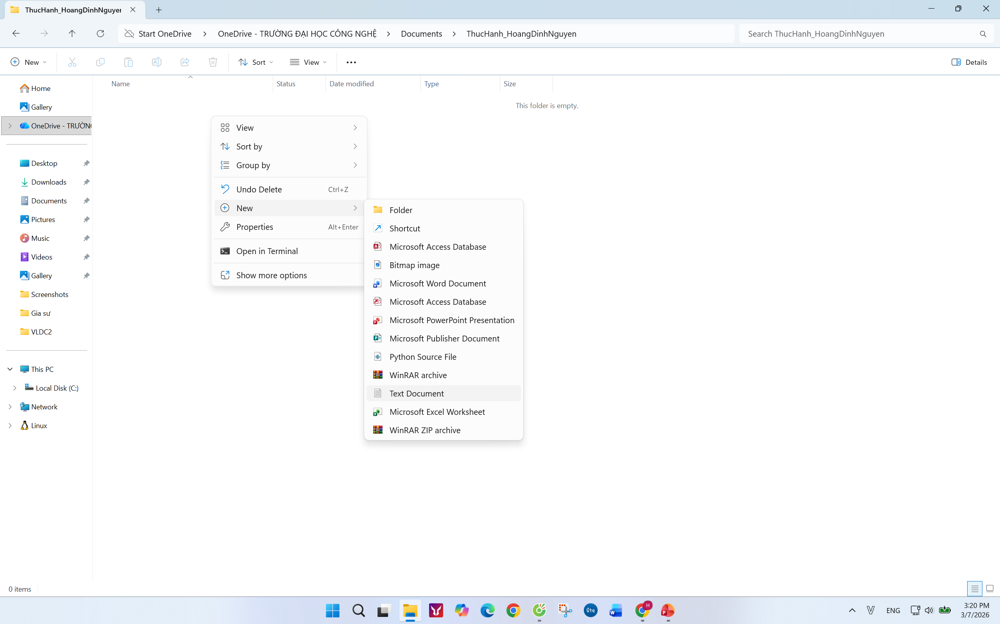 ThucHanh_HoangDinhNguyen
Start OneDrive > OneDrive - TRƯỜNG ĐẠI HỌC CÔNG NGHỆ > Documents > ThucHanh_HoangDinhNguyen
Search ThucHanh_HoangDinhNguyen
New
Sort
View
Details
Name Status Date modified Type Size
This folder is empty.
Home
Gallery
OneDrive - TRƯỜNG
Desktop
Downloads
Documents
Pictures
Music
Videos
Gallery
Screenshots
Gia sư
VLDC2
This PC
Local Disk (C:)
Network
Linux
View
Sort by
Group by
Undo Delete Ctrl+Z
New
Properties Alt+Enter
Open in Terminal
Show more options
Folder
Shortcut
Microsoft Access Database
Bitmap image
Microsoft Word Document
Microsoft Access Database
Microsoft PowerPoint Presentation
Microsoft Publisher Document
Python Source File
WinRAR archive
Text Document
Microsoft Excel Worksheet
WinRAR ZIP archive
0 items
lite
H
V
ENG
3:20 PM
3/7/2026